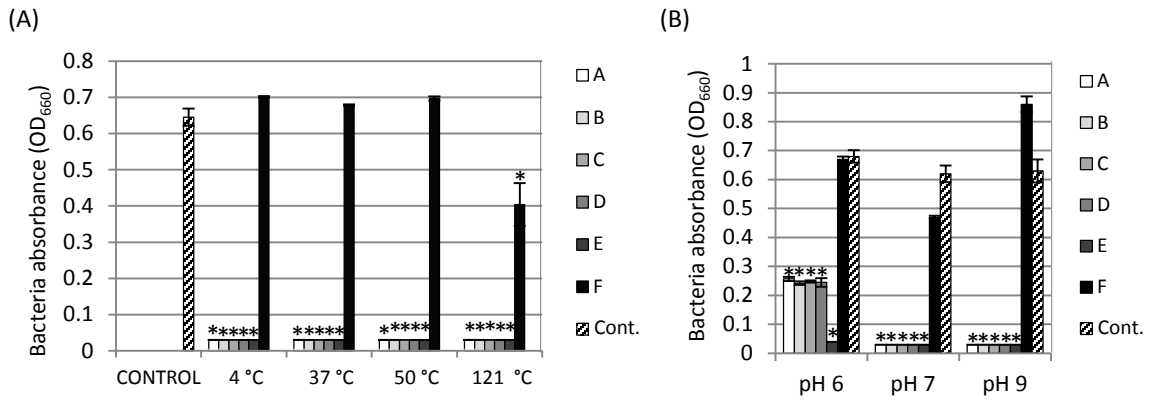 (A)
(B)
Bacteria absorbance (OD660)
0.8
0.7
0.6
0.5
0.4
0.3
0.2
0.1
0
*
* * * * *
* * * * *
* * * * *
* * * * *
CONTROL 4 °C 37 °C 50 °C 121 °C
A
B
C
D
E
F
Cont.
Bacteria absorbance (OD660)
1
0.9
0.8
0.7
0.6
0.5
0.4
0.3
0.2
0.1
0
* * * *
*
* * * * *
* * * * *
pH 6 pH 7 pH 9
A
B
C
D
E
F
Cont.